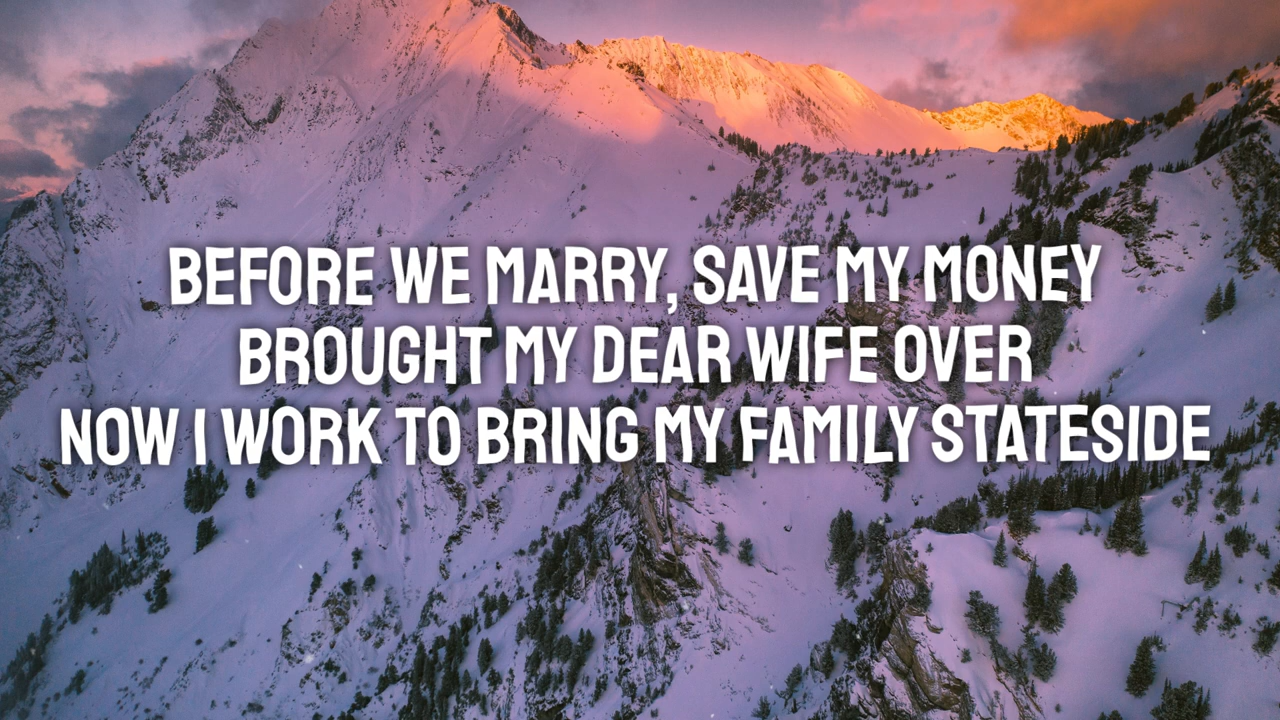 BEFORE WE MARRY, SAVE MY MONEY
BROUGHT MY DEAR WIFE OVER
NOW I WORK TO BRING MY FAMILY STATESIDE